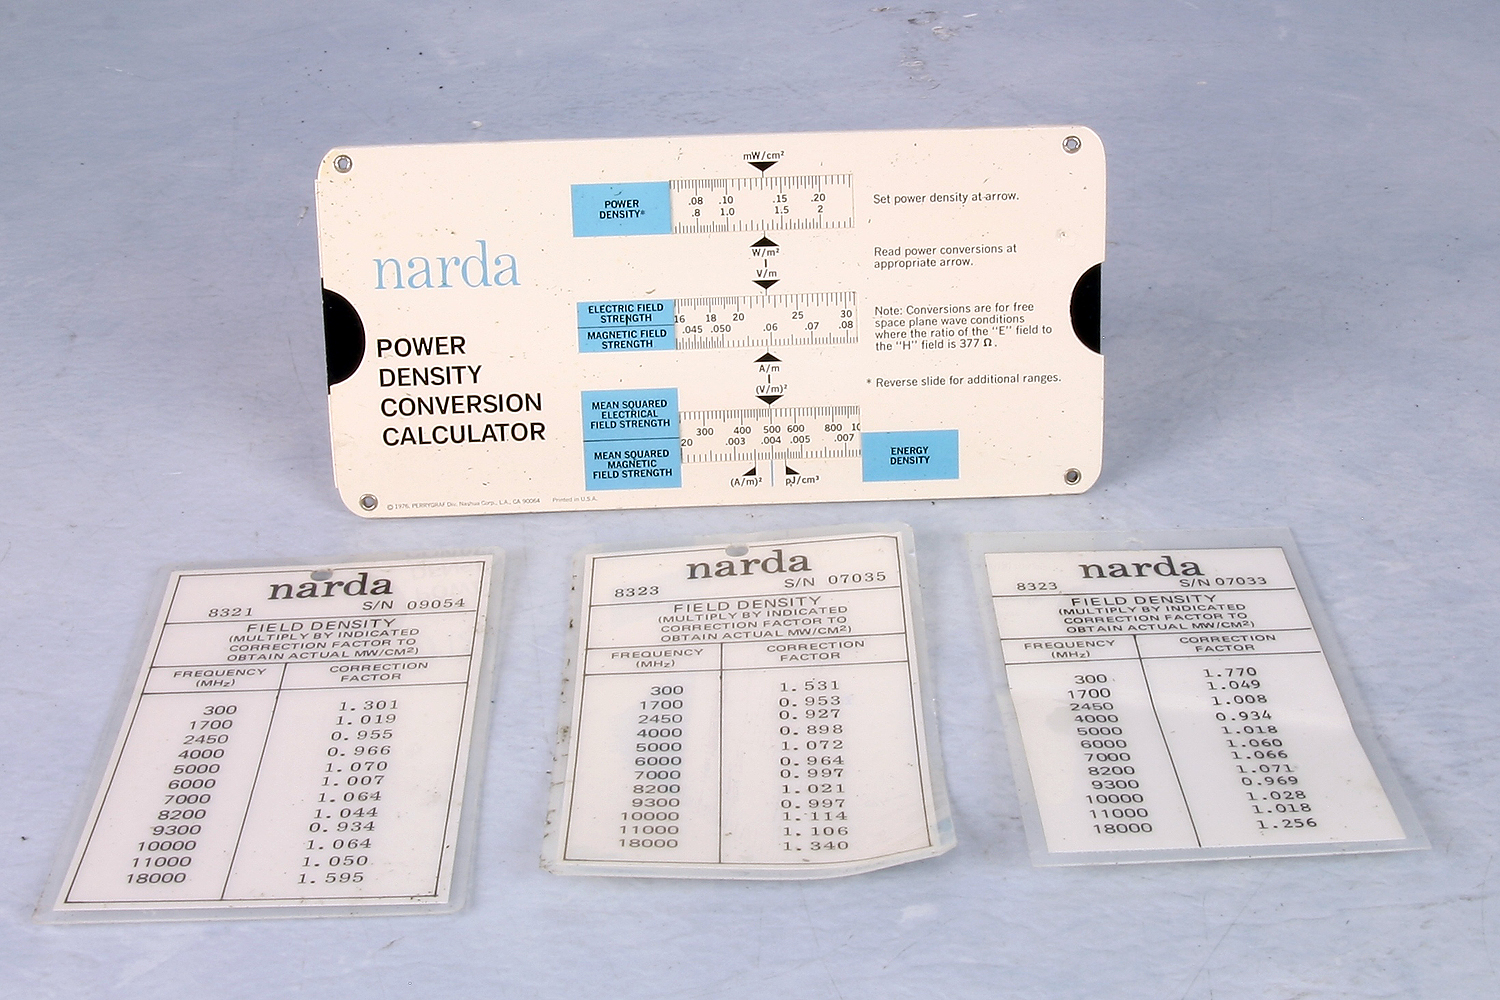 mW/cm²
POWER
DENSITY*
.08 .10 .15 .20
.8 1.0 1.5 2
Set power density at arrow.
W/m²
V/m
Read power conversions at
appropriate arrow.
narda
POWER
DENSITY
CONVERSION
CALCULATOR
ELECTRIC FIELD
STRENGTH
MAGNETIC FIELD
STRENGTH
16 18 20 25 30
.045 .050 .06 .07 .08
Note: Conversions are for free
space plane wave conditions
where the ratio of the "E" field to
the "H" field is 377 Ω.
A/m
(V/m)²
* Reverse slide for additional ranges.
MEAN SQUARED
ELECTRICAL
FIELD STRENGTH
MEAN SQUARED
MAGNETIC
FIELD STRENGTH
300 400 500 600 800
20 .003 .004 .005 .007
ENERGY
DENSITY
(A/m)² pJ/cm³
© 1976, PERRYGRAF Div. Nashua Corp., L.A., CA 90064 Printed in U.S.A.
narda
8321 S/N 09054
FIELD DENSITY
(MULTIPLY BY INDICATED
CORRECTION FACTOR TO
OBTAIN ACTUAL MW/CM²)
FREQUENCY
(MHz)
CORRECTION
FACTOR
300 1.301
1700 1.019
2450 0.955
4000 0.966
5000 1.070
6000 1.007
7000 1.064
8200 1.044
9300 0.934
10000 1.064
11000 1.050
18000 1.595
narda
8323 S/N 07035
FIELD DENSITY
(MULTIPLY BY INDICATED
CORRECTION FACTOR TO
OBTAIN ACTUAL MW/CM²)
FREQUENCY
(MHz)
CORRECTION
FACTOR
300 1.531
1700 0.953
2450 0.927
4000 0.898
5000 1.072
6000 0.964
7000 0.997
8200 1.021
9300 0.997
10000 1.114
11000 1.106
18000 1.340
narda
8323 S/N 07033
FIELD DENSITY
(MULTIPLY BY INDICATED
CORRECTION FACTOR TO
OBTAIN ACTUAL MW/CM²)
FREQUENCY
(MHz)
CORRECTION
FACTOR
300 1.770
1700 1.049
2450 1.008
4000 0.934
5000 1.018
6000 1.060
7000 1.066
8200 1.071
9300 0.969
10000 1.028
11000 1.018
18000 1.256